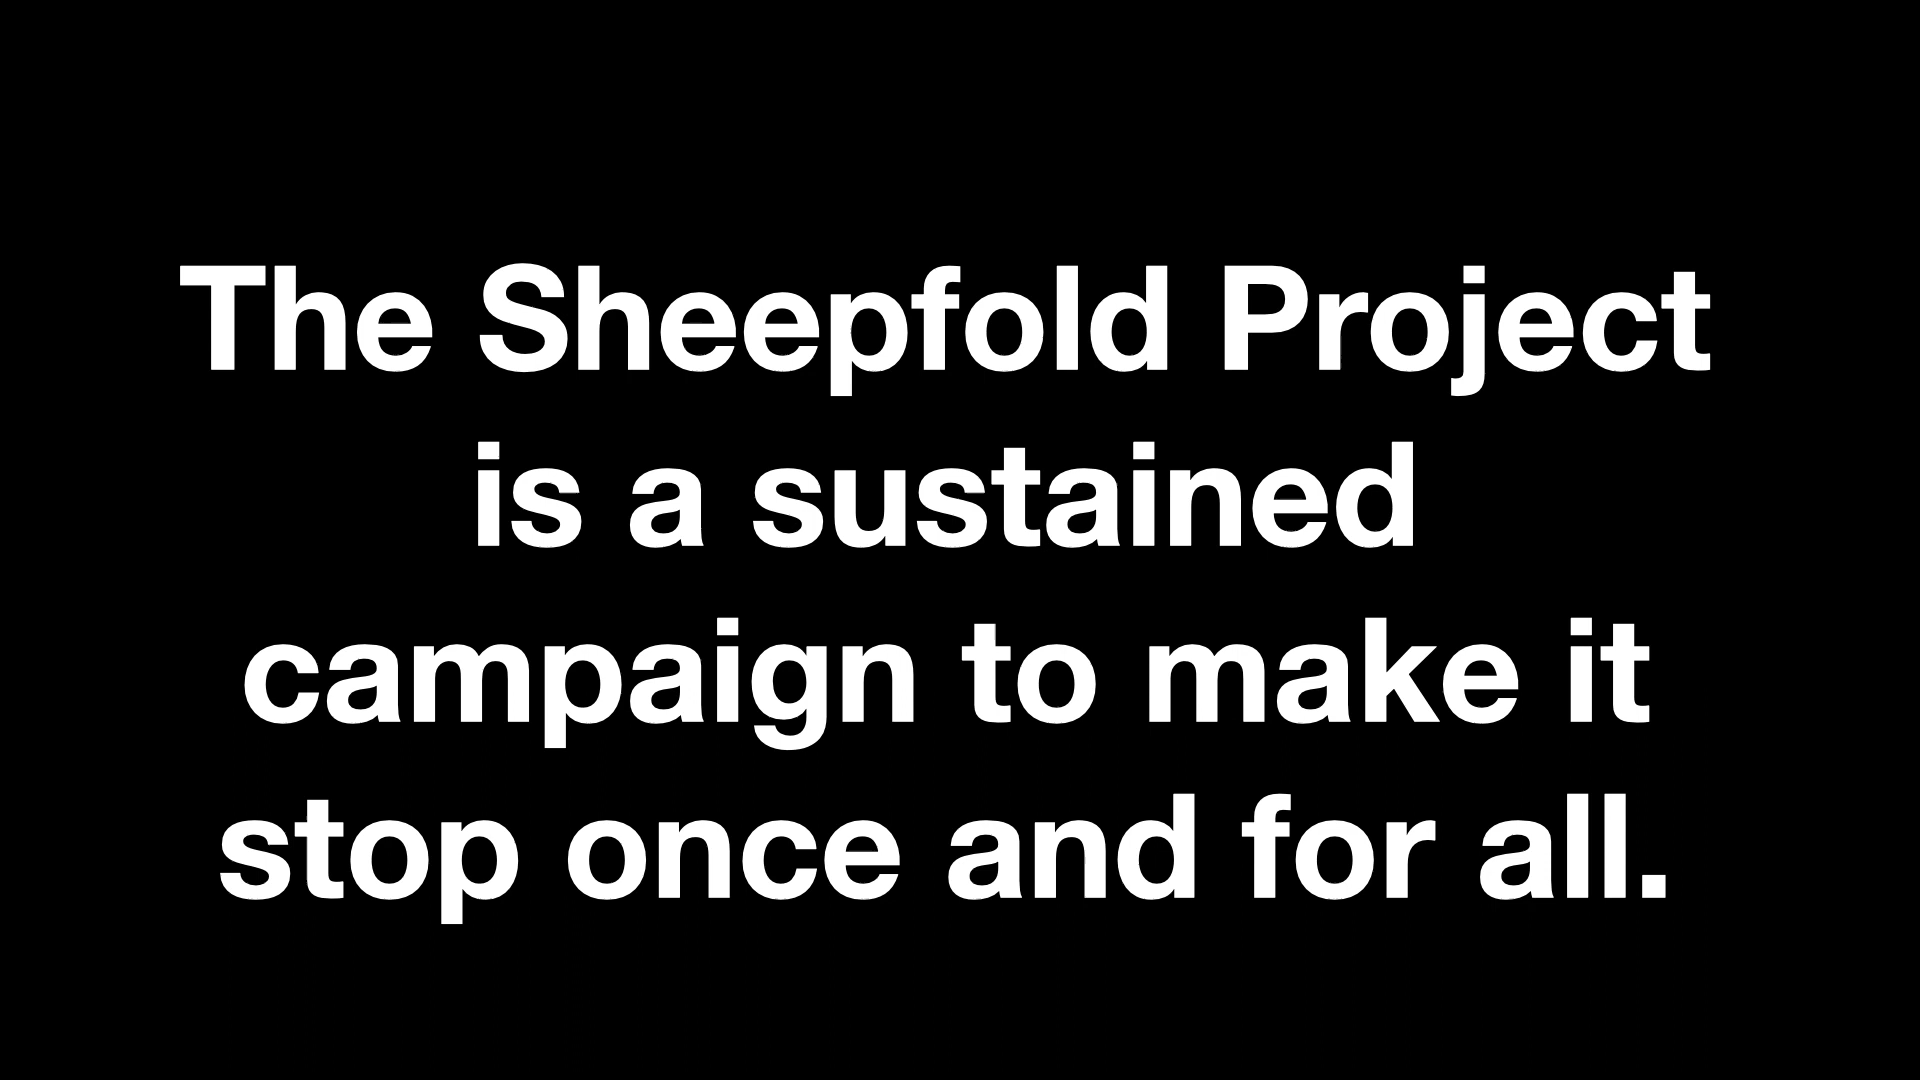 The Sheepfold Project
is a sustained
campaign to make it
stop once and for all.